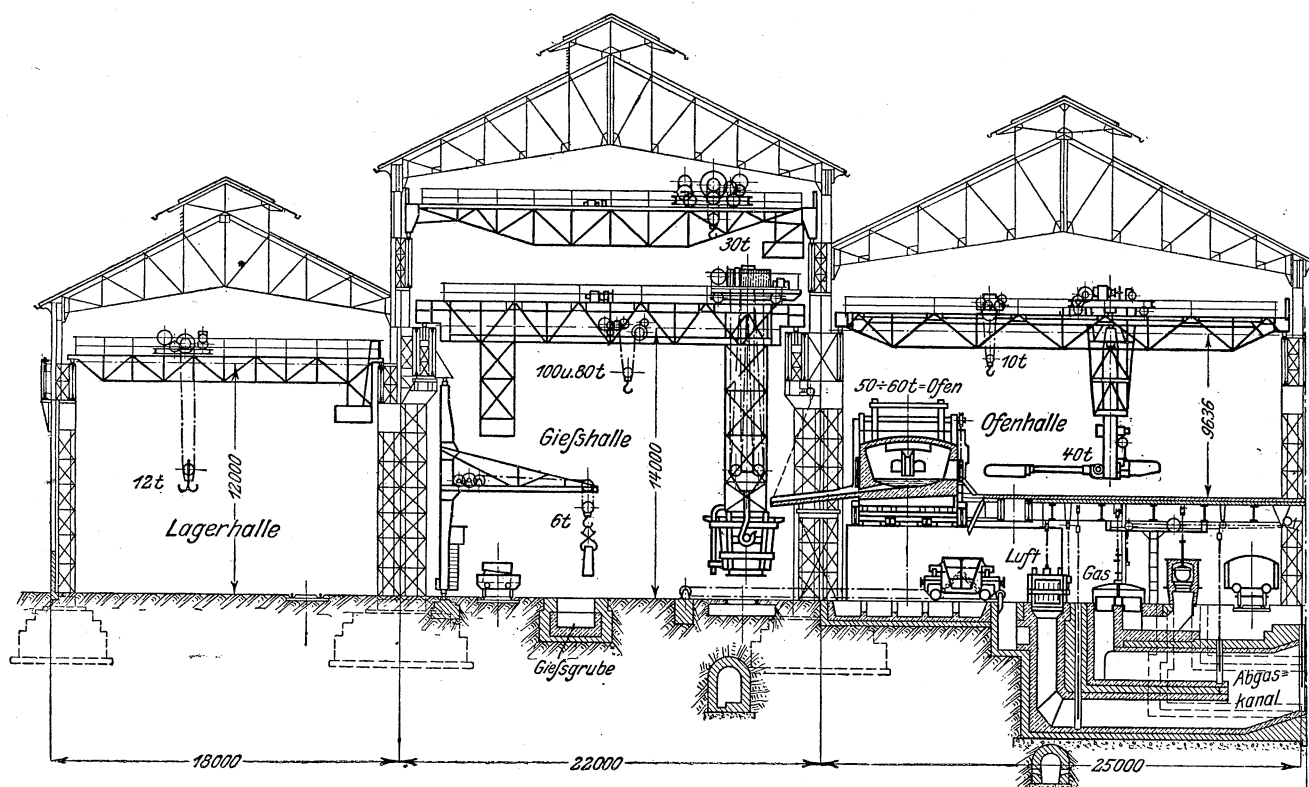 30t
100u.80t
10t
50÷60t=Ofen
Ofenhalle
9636
40t
12t
12000
Gießhalle
14000
Lagerhalle
6t
Luft
Gas
Gießgrube
Abgas=
kanal
18000
22000
25000